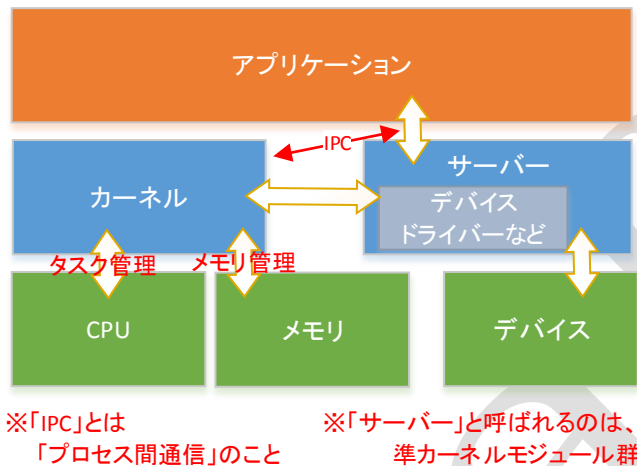 アプリケーション
IPC
カーネル
サーバー
デバイス
ドライバーなど
タスク管理
メモリ管理
CPU
メモリ
デバイス
※「IPC」とは
「プロセス間通信」のこと
※「サーバー」と呼ばれるのは、
準カーネルモジュール群